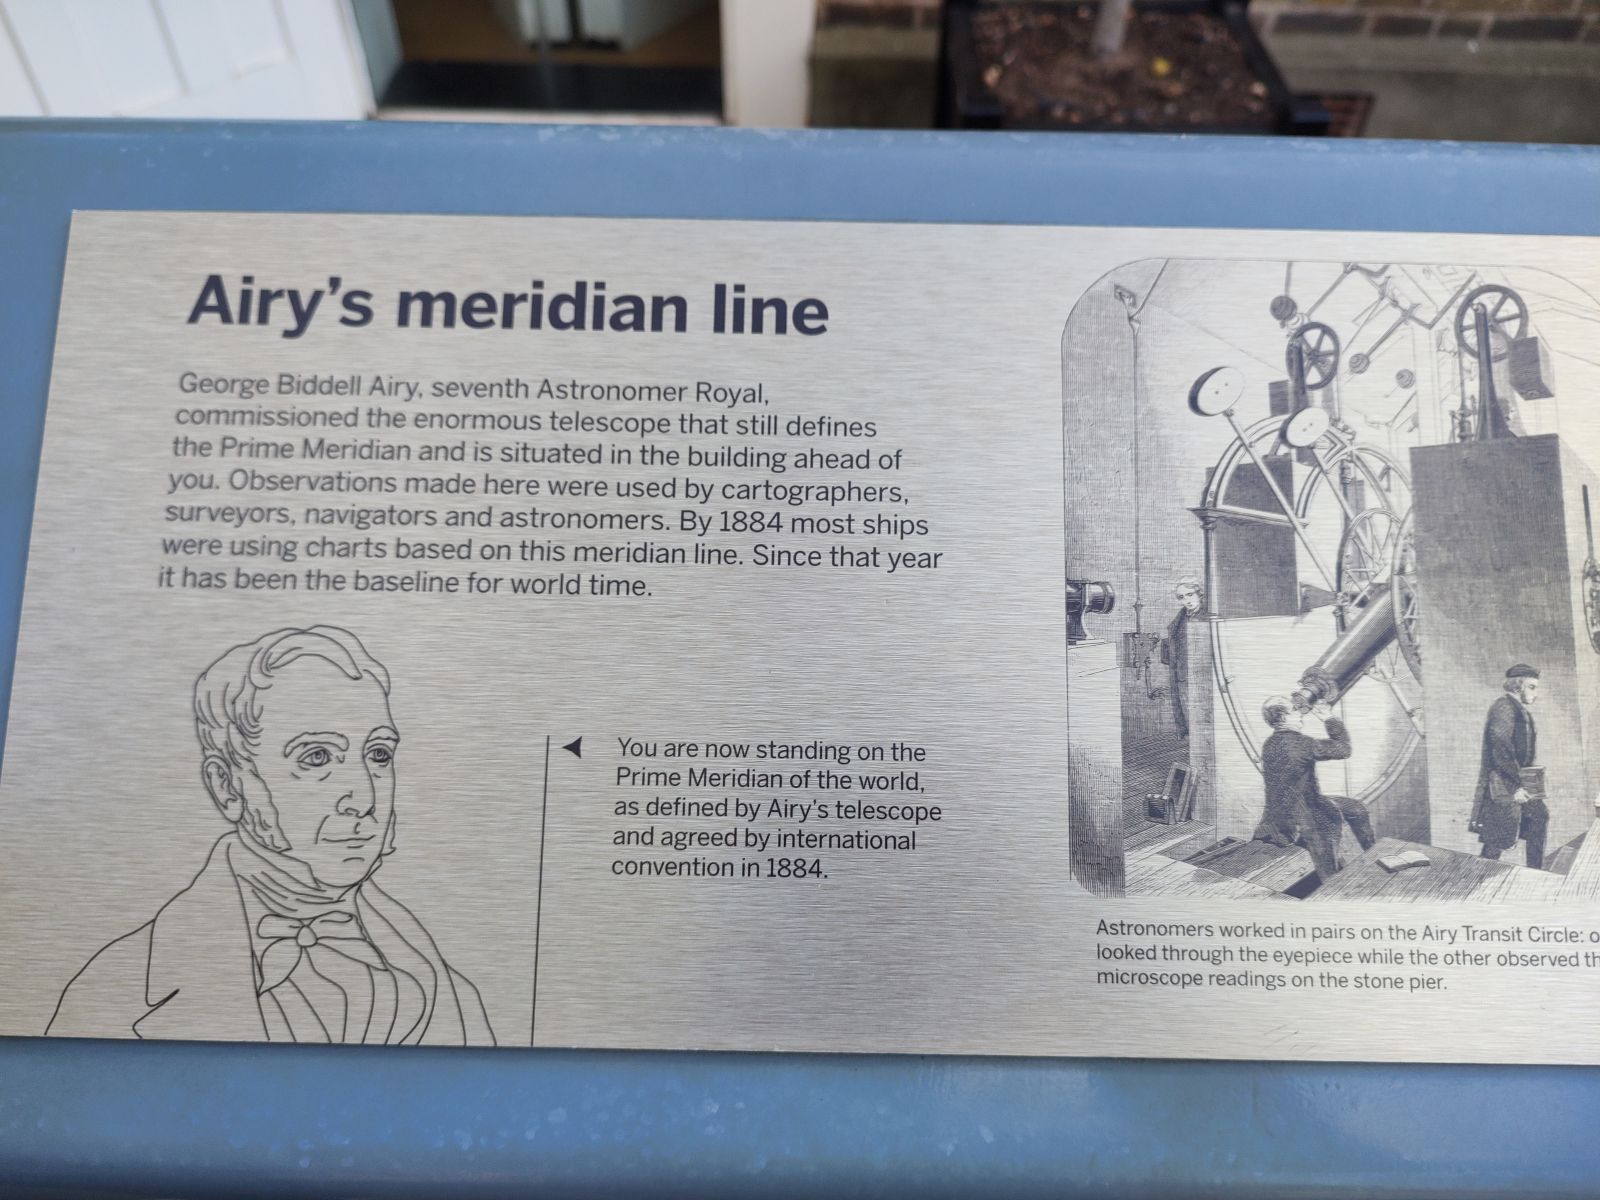 Airy's meridian line
George Biddell Airy, seventh Astronomer Royal,
commissioned the enormous telescope that still defines
the Prime Meridian and is situated in the building ahead of
you. Observations made here were used by cartographers,
surveyors, navigators and astronomers. By 1884 most ships
were using charts based on this meridian line. Since that year
it has been the baseline for world time.
You are now standing on the
Prime Meridian of the world,
as defined by Airy's telescope
and agreed by international
convention in 1884.
Astronomers worked in pairs on the Airy Transit Circle:
looked through the eyepiece while the other observed
microscope readings on the stone pier.